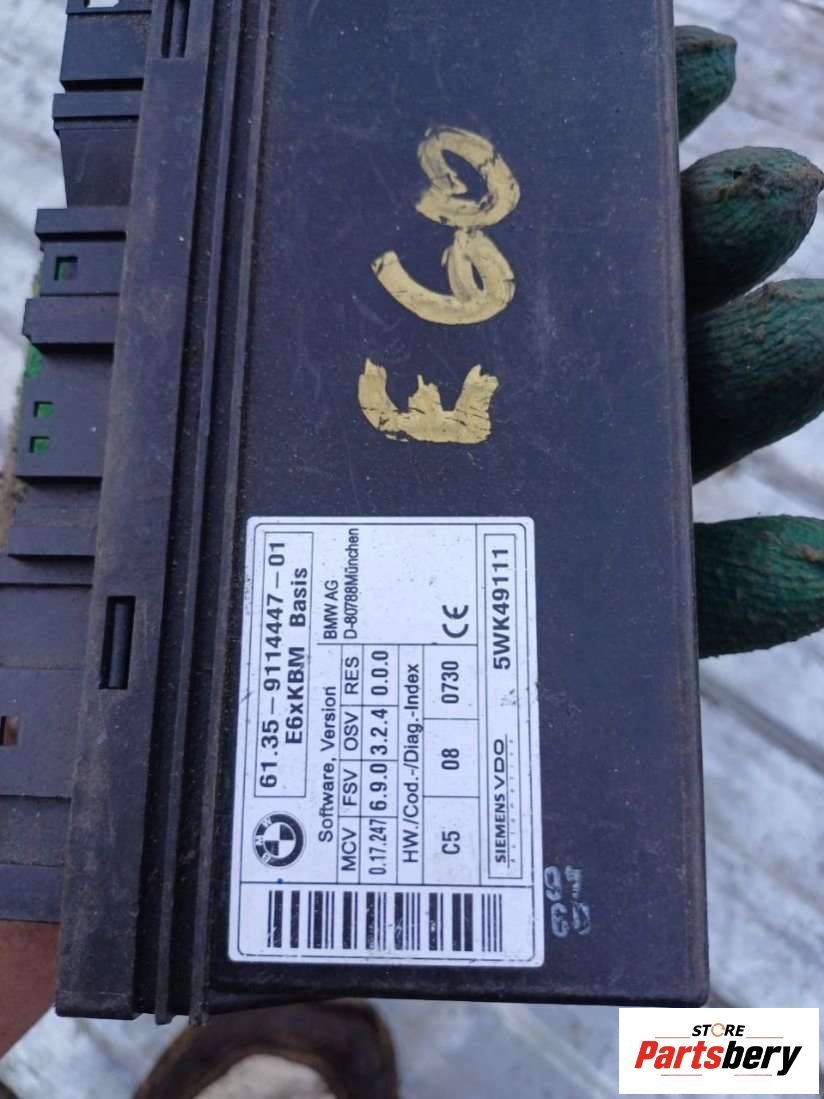 E60
61.35-9114447-01
E6xKBM Basis
Software, Version
BMW AG
D-80788München
MCV FSV OSV RES
0.17.247 6.9.0 3.2.4 0.0.0
HW./Cod.-/Diag.-Index
C5 08 0730
CE
SIEMENS VDO
Automotive
5WK49111
BMW
STORE
Partsbery